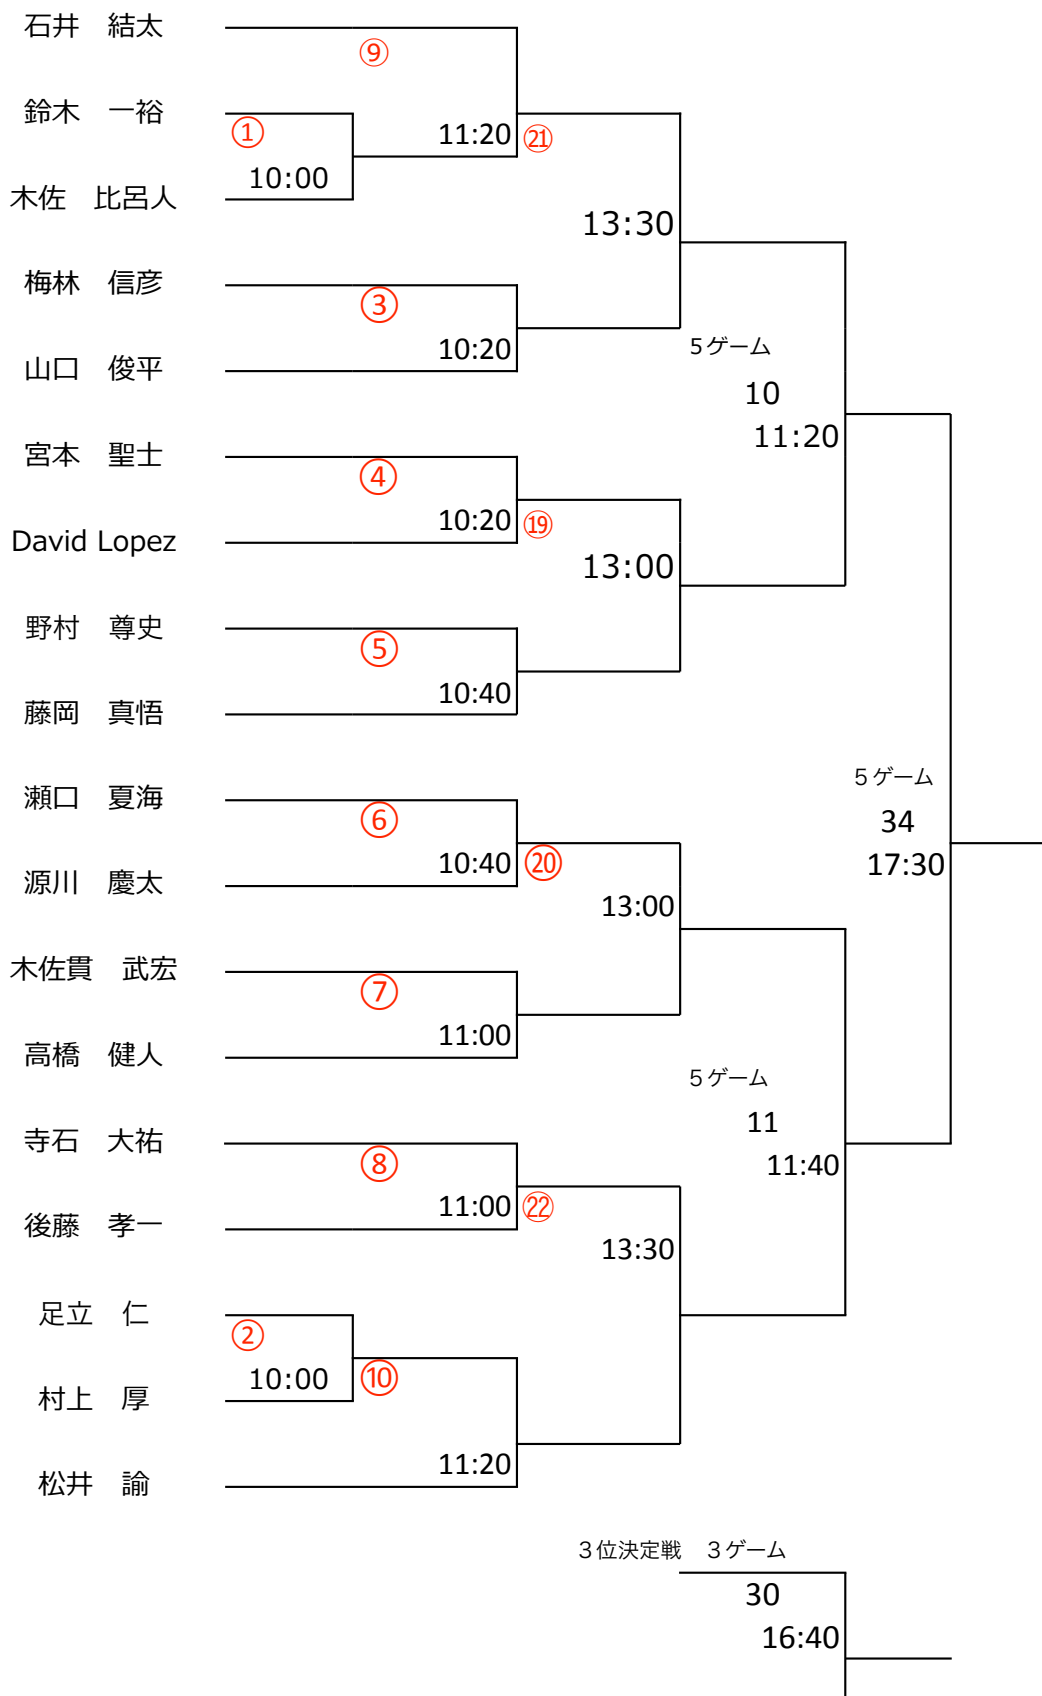 石井　結太
⑨
鈴木　一裕
①
11:20
㉑
10:00
木佐　比呂人
13:30
梅林　信彦
③
10:20
5ゲーム
山口　俊平
10
11:20
宮本　聖士
④
10:20
⑲
David Lopez
13:00
野村　尊史
⑤
10:40
藤岡　真悟
5ゲーム
瀬口　夏海
⑥
34
10:40
⑳
17:30
源川　慶太
13:00
木佐貫　武宏
⑦
11:00
高橋　健人
5ゲーム
11
寺石　大祐
⑧
11:40
11:00
㉒
後藤　孝一
13:30
足立　仁
②
10:00
⑩
村上　厚
11:20
松井　諭
３位決定戦　３ゲーム
30
16:40